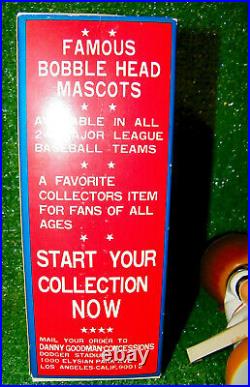 FAMOUS
BOBBLE HEAD
MASCOTS
AVAILABLE IN ALL
MAJOR LEAGUE
BASEBALL TEAMS
A FAVORITE
COLLECTORS ITEM
FOR FANS OF ALL
AGES
START YOUR
COLLECTION
NOW
MAIL YOUR ORDER TO
DANNY GOODMAN CONCESSIONS
DODGER STADIUM
1000 ELYSIAN PARK AVE
LOS ANGELES-CALIF. 90012